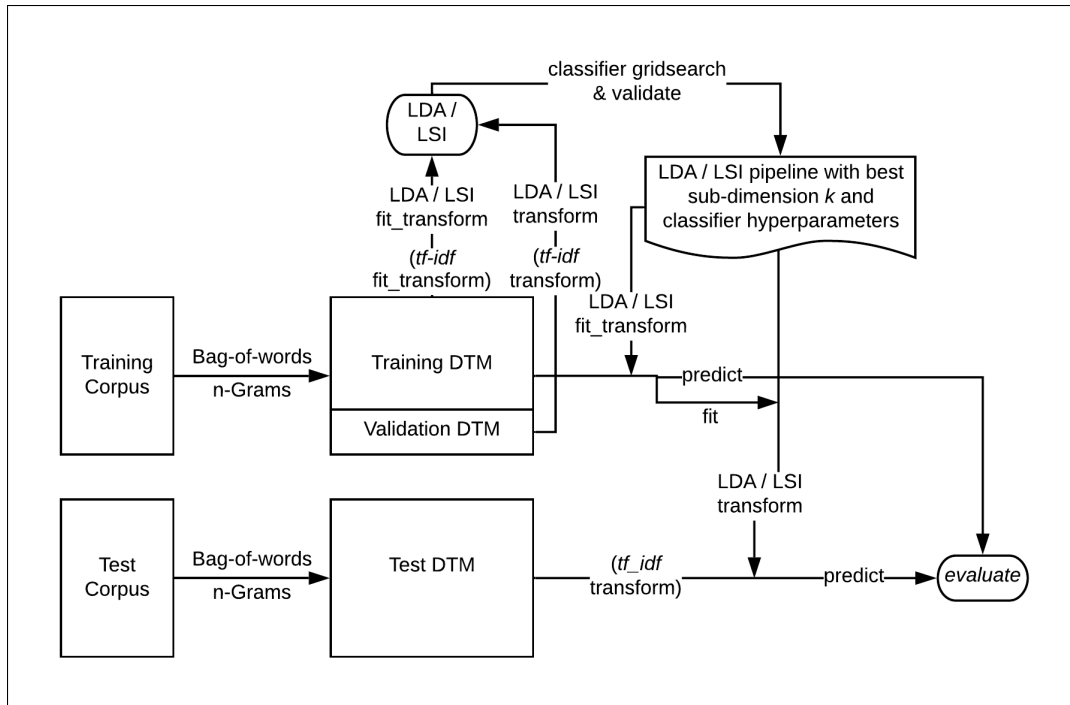 classifier gridsearch
& validate
LDA /
LSI
LDA / LSI pipeline with best
sub-dimension k and
classifier hyperparameters
LDA / LSI
fit_transform
LDA / LSI
transform
(tf-idf
fit_transform)
(tf-idf
transform)
LDA / LSI
fit_transform
Training
Corpus
Bag-of-words
n-Grams
Training DTM
Validation DTM
predict
fit
LDA / LSI
transform
Test
Corpus
Bag-of-words
n-Grams
Test DTM
(tf_idf
transform)
predict
evaluate